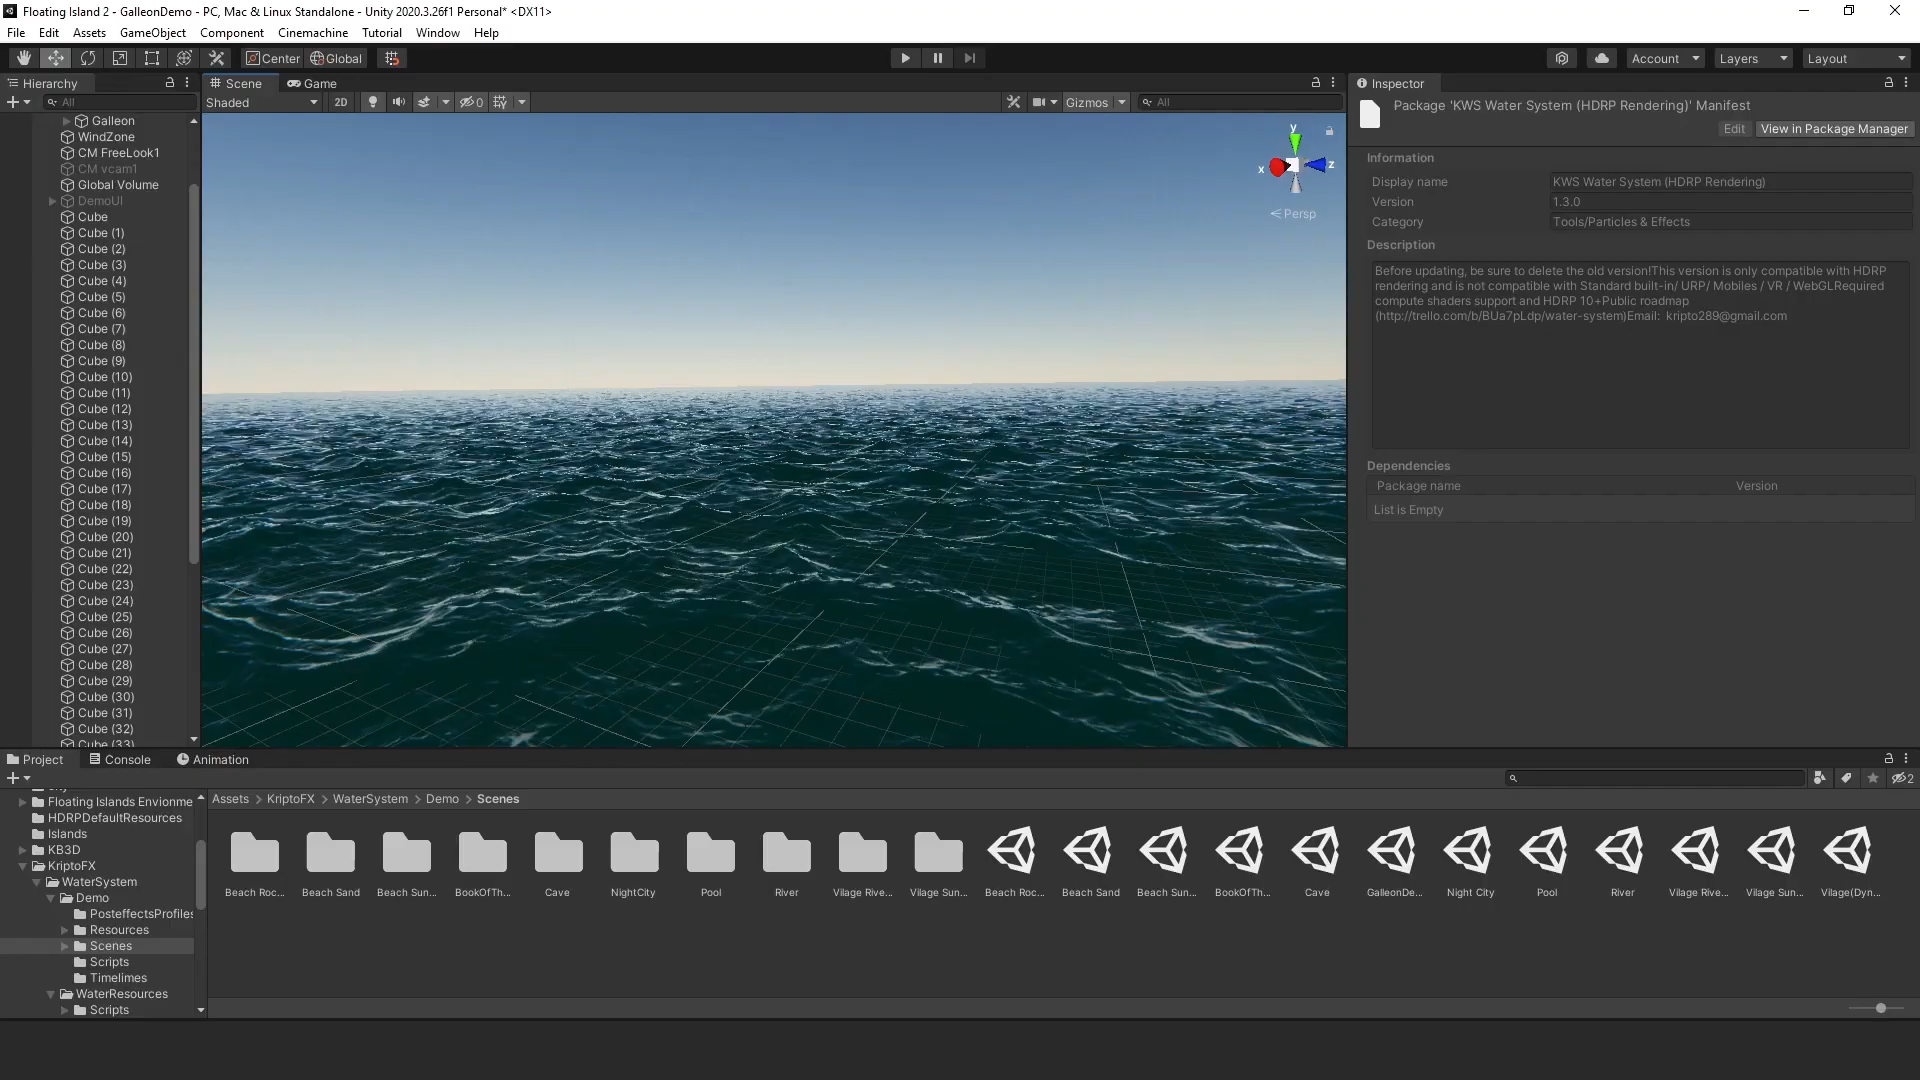 Floating Island 2 - GalleonDemo - PC, Mac & Linux Standalone - Unity 2020.3.26f1 Personal* <DX11>
File Edit Assets GameObject Component Cinemachine Tutorial Window Help
Center Global Account Layers Layout
Hierarchy
All
Galleon
WindZone
CM FreeLook1
CM vcam1
Global Volume
DemoUI
Cube
Cube (1)
Cube (2)
Cube (3)
Cube (4)
Cube (5)
Cube (6)
Cube (7)
Cube (8)
Cube (9)
Cube (10)
Cube (11)
Cube (12)
Cube (13)
Cube (14)
Cube (15)
Cube (16)
Cube (17)
Cube (18)
Cube (19)
Cube (20)
Cube (21)
Cube (22)
Cube (23)
Cube (24)
Cube (25)
Cube (26)
Cube (27)
Cube (28)
Cube (29)
Cube (30)
Cube (31)
Cube (32)
Cube (33)
Scene Game
Shaded 2D 0 Gizmos All
y
x z
Persp
Inspector
Package 'KWS Water System (HDRP Rendering)' Manifest
Edit View in Package Manager
Information
Display name KWS Water System (HDRP Rendering)
Version 1.3.0
Category Tools/Particles & Effects
Description
Before updating, be sure to delete the old version!This version is only compatible with HDRP
rendering and is not compatible with Standard built-in/ URP/ Mobiles / VR / WebGLRequired
compute shaders support and HDRP 10+Public roadmap
(http://trello.com/b/BUa7pLdp/water-system)Email: kripto289@gmail.com
Dependencies
Package name Version
List is Empty
Project Console Animation
2
Floating Islands Envionme
HDRPDefaultResources
Islands
KB3D
KriptoFX
WaterSystem
Demo
PosteffectsProfiles
Resources
Scenes
Scripts
Timelimes
WaterResources
Scripts
Assets > KriptoFX > WaterSystem > Demo > Scenes
Beach Roc... Beach Sand Beach Sun... BookOfTh... Cave NightCity Pool River Vilage Rive... Vilage Sun... Beach Roc... Beach Sand Beach Sun... BookOfTh... Cave GalleonDe... Night City Pool River Vilage Rive... Vilage Sun... Vilage(Dyn...